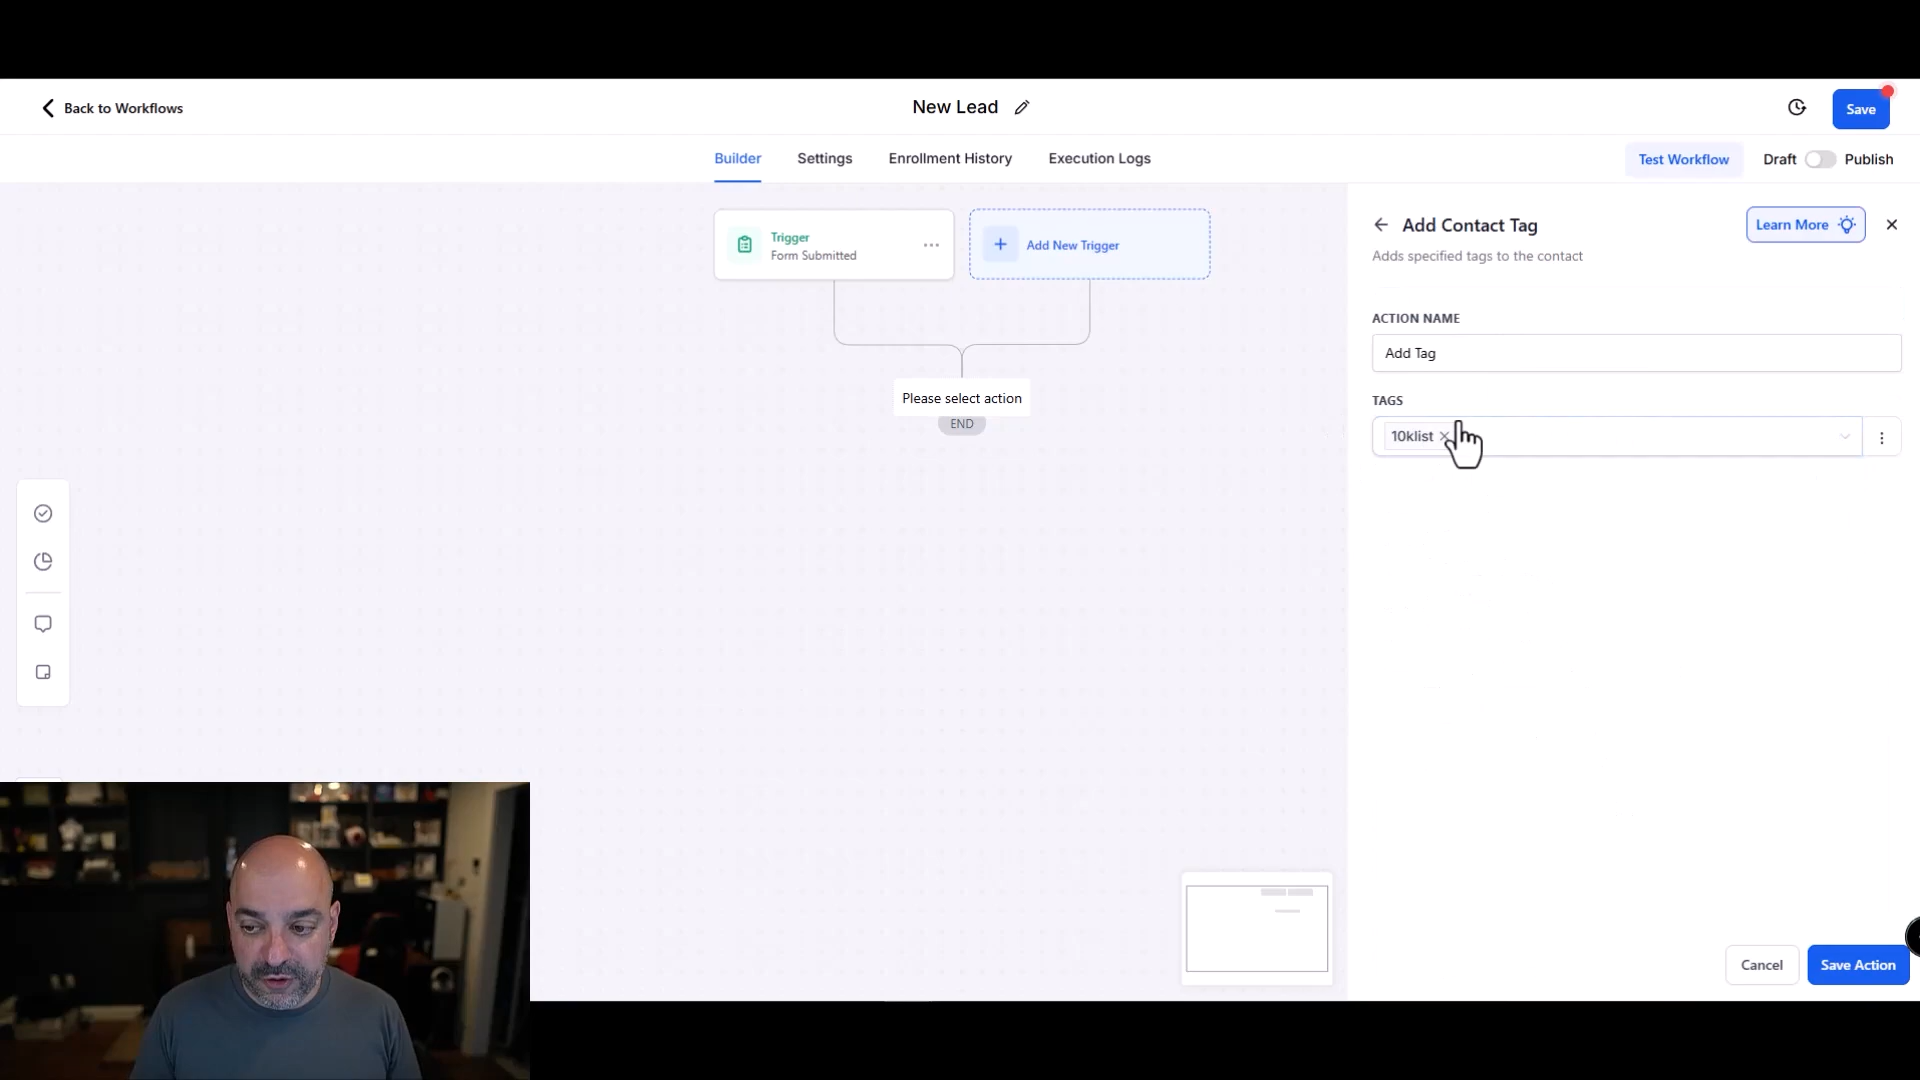 Back to Workflows
New Lead
Save
Builder
Settings
Enrollment History
Execution Logs
Test Workflow
Draft
Publish
Trigger
Form Submitted
Add New Trigger
Please select action
END
Add Contact Tag
Learn More
Adds specified tags to the contact
ACTION NAME
Add Tag
TAGS
10klist
Cancel
Save Action